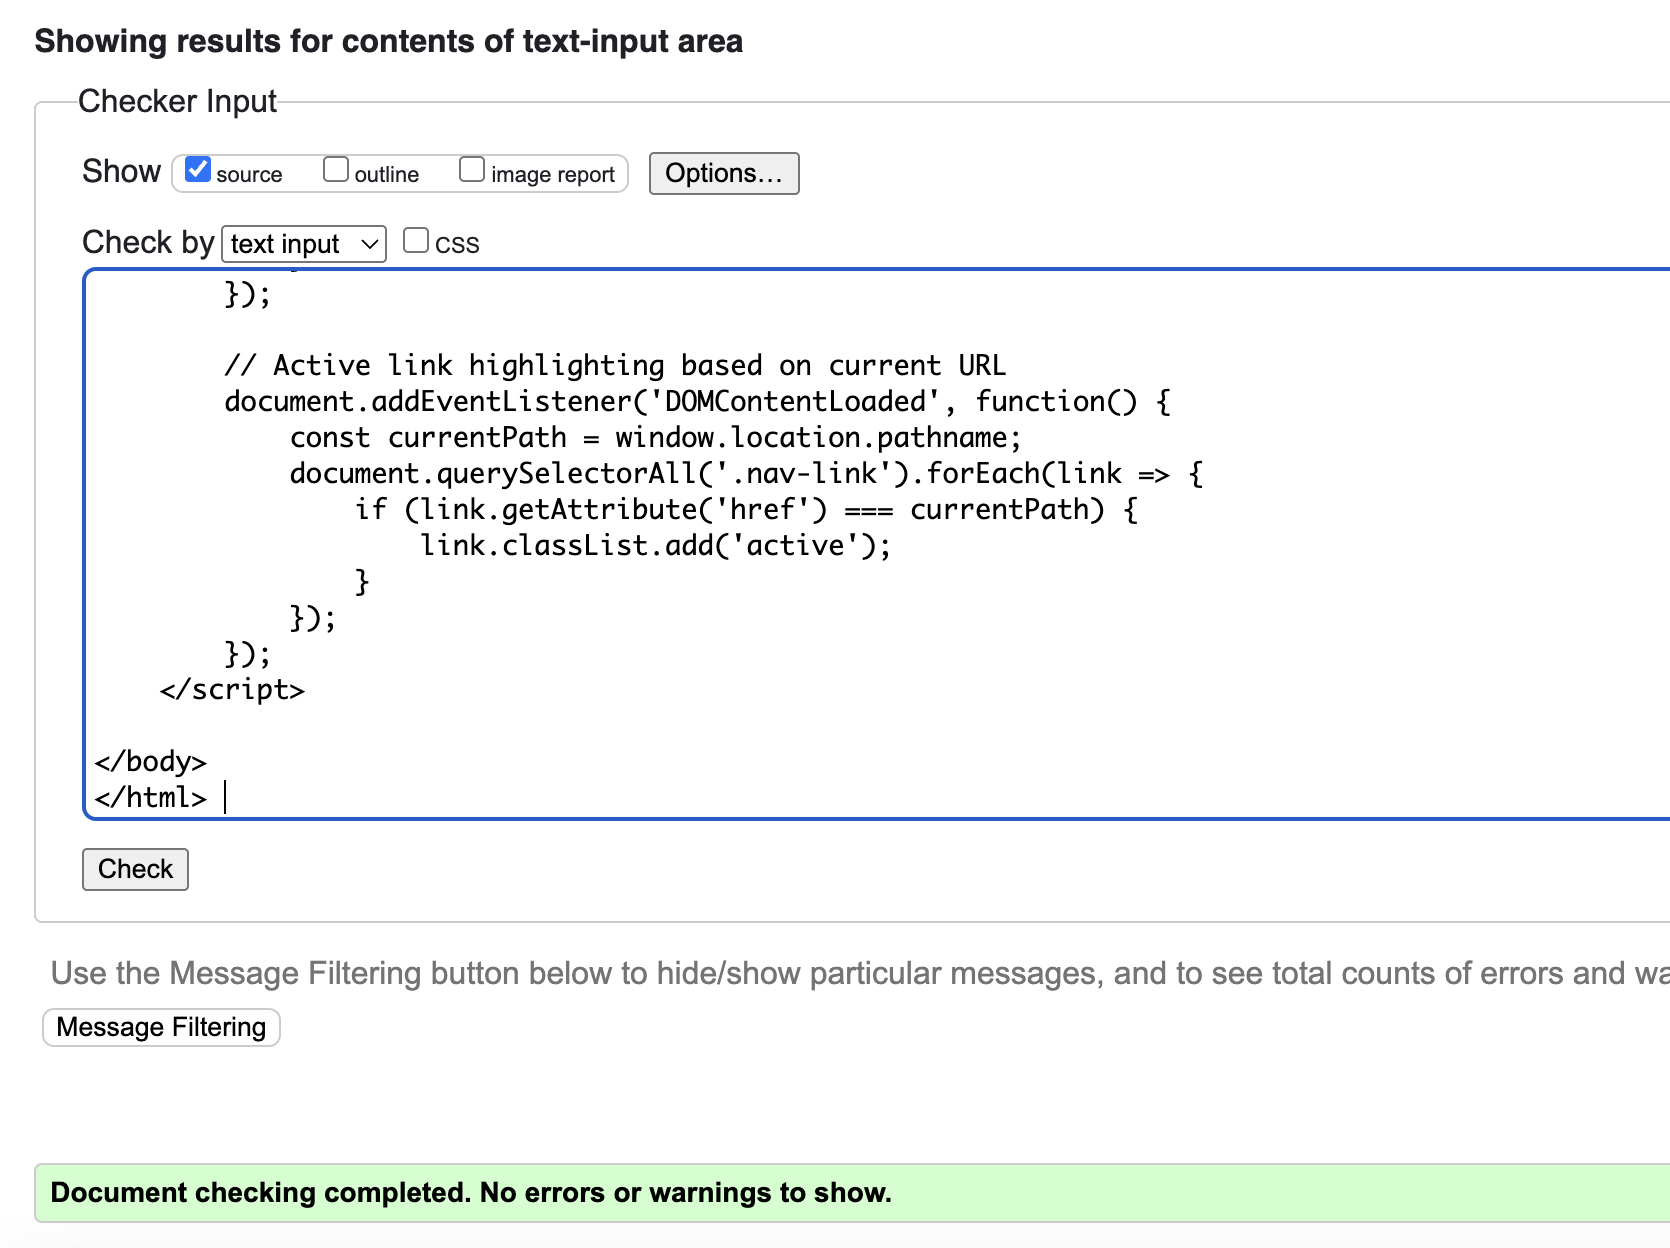 Showing results for contents of text-input area
Checker Input
Show source outline image report Options…
Check by text input CSS
});
// Active link highlighting based on current URL
document.addEventListener('DOMContentLoaded', function() {
const currentPath = window.location.pathname;
document.querySelectorAll('.nav-link').forEach(link => {
if (link.getAttribute('href') === currentPath) {
link.classList.add('active');
}
});
});
</script>
</body>
</html>
Check
Use the Message Filtering button below to hide/show particular messages, and to see total counts of errors and
Message Filtering
Document checking completed. No errors or warnings to show.